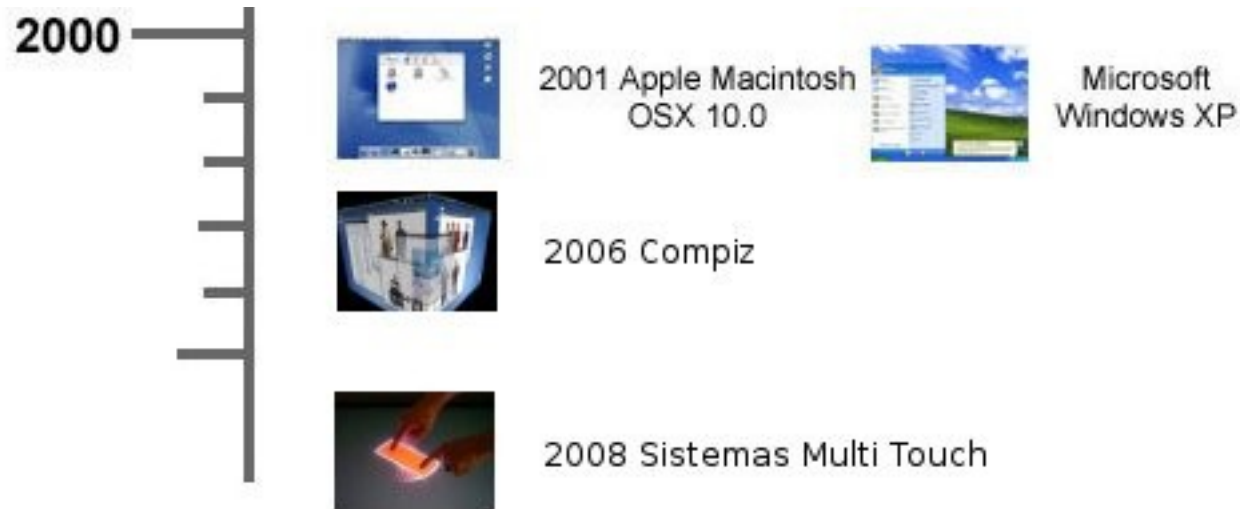 2000
2001 Apple Macintosh
OSX 10.0
Microsoft
Windows XP
2006 Compiz
2008 Sistemas Multi Touch